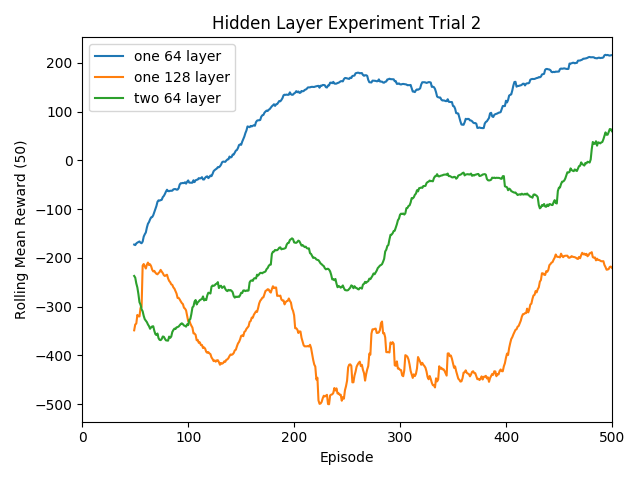 Hidden Layer Experiment Trial 2
one 64 layer
one 128 layer
two 64 layer
Rolling Mean Reward (50)
200
100
0
−100
−200
−300
−400
−500
0 100 200 300 400 500
Episode